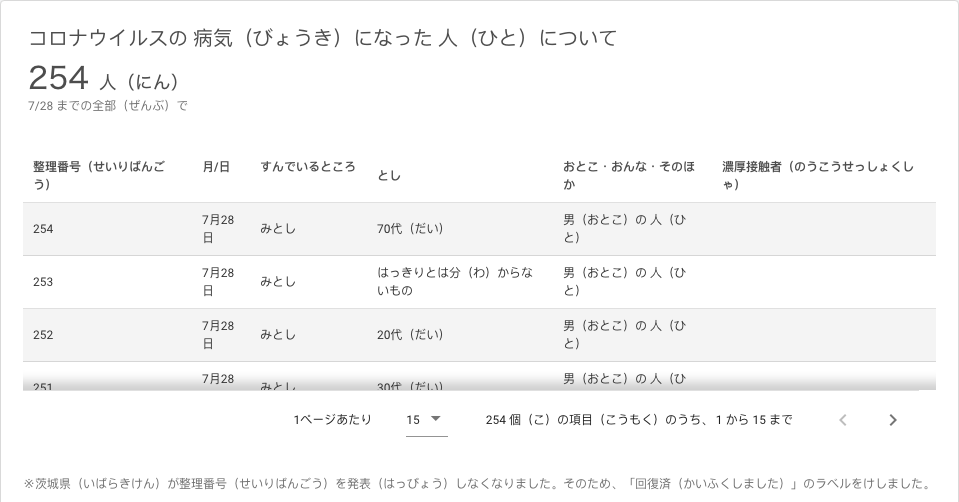 コロナウイルスの 病気（びょうき）になった 人（ひと）について
254 人（にん）
7/28 までの全部（ぜんぶ）で
整理番号（せいりばんご
う）
月/日
すんでいるところ
とし
おとこ・おんな・そのほ
か
濃厚接触者（のうこうせっしょくし
ゃ）
254
7月28
日
みとし
70代（だい）
男（おとこ）の 人（ひ
と）
253
7月28
日
みとし
はっきりとは分（わ）からな
いもの
男（おとこ）の 人（ひ
と）
252
7月28
日
みとし
20代（だい）
男（おとこ）の 人（ひ
と）
251
7月28
みとし
30代（だい）
男（おとこ）の 人（ひ
1ページあたり
15
254 個（こ）の項目（こうもく）のうち、1 から 15 まで
※茨城県（いばらきけん）が整理番号（せいりばんごう）を発表（はっぴょう）しなくなりました。そのため、「回復済（かいふくしました）」のラベルをけしました。